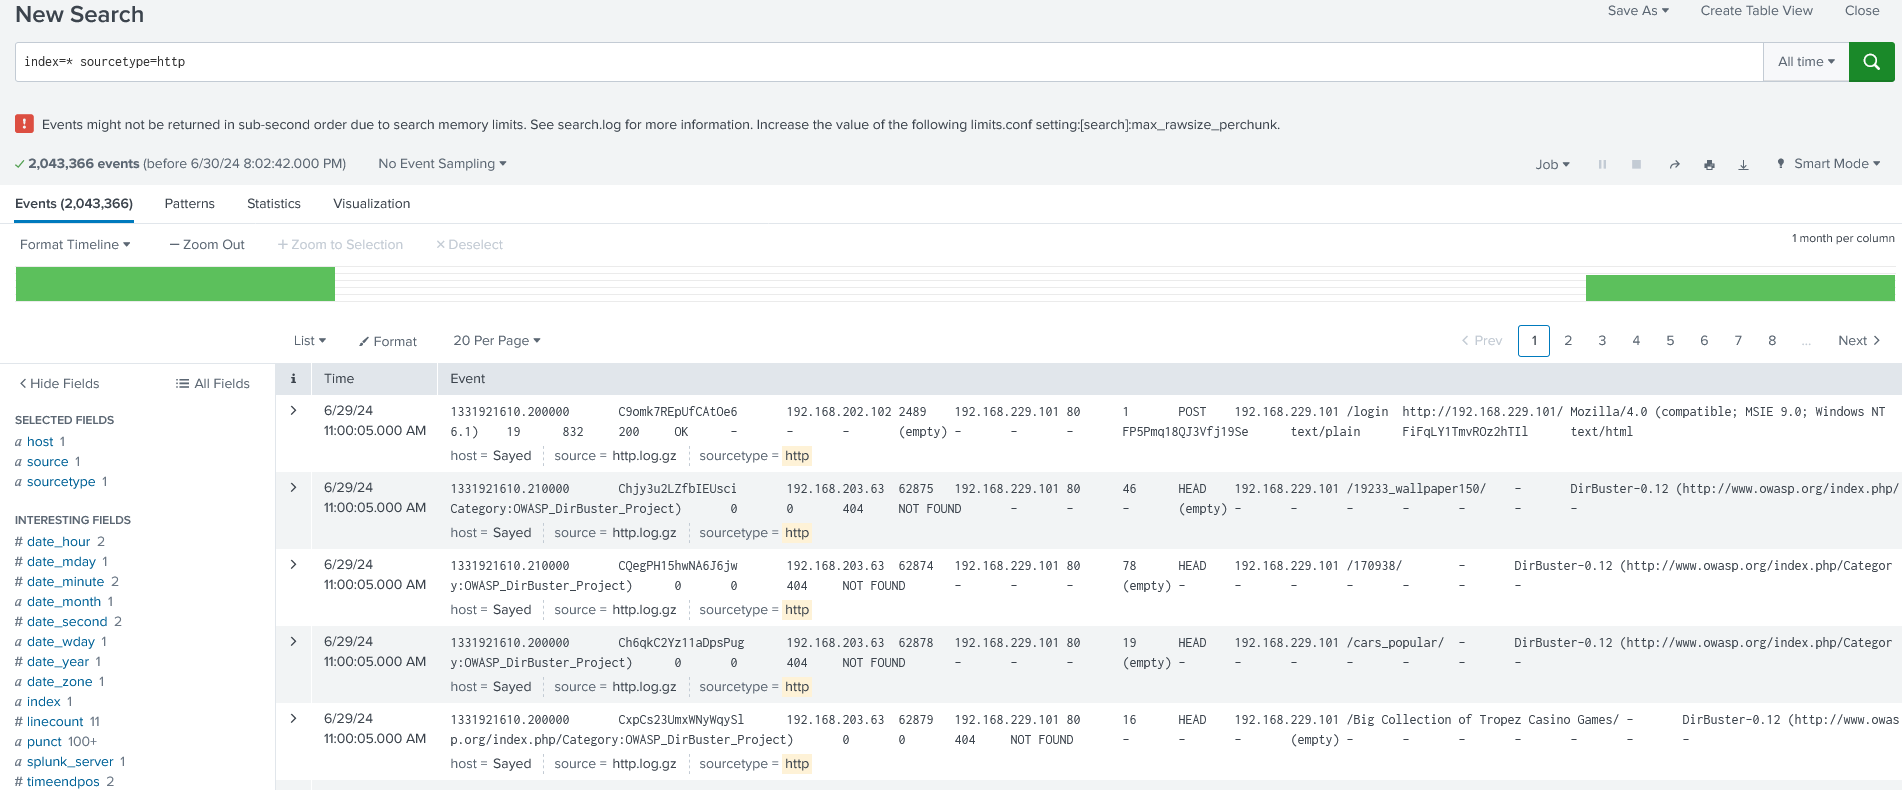 New Search
Save As Create Table View Close
index=* sourcetype=http
All time
Events might not be returned in sub-second order due to search memory limits. See search.log for more information. Increase the value of the following limits.conf setting:[search]:max_rawsize_perchunk.
2,043,366 events (before 6/30/24 8:02:42.000 PM) No Event Sampling
Job Smart Mode
Events (2,043,366) Patterns Statistics Visualization
Format Timeline — Zoom Out + Zoom to Selection × Deselect
1 month per column
List Format 20 Per Page
< Prev 1 2 3 4 5 6 7 8 ... Next >
< Hide Fields All Fields
SELECTED FIELDS
a host 1
a source 1
a sourcetype 1
INTERESTING FIELDS
# date_hour 2
# date_mday 1
# date_minute 2
a date_month 1
# date_second 2
a date_wday 1
# date_year 1
a date_zone 1
a index 1
# linecount 11
a punct 100+
a splunk_server 1
# timeendpos 2
i Time Event
6/29/24
11:00:05.000 AM
1331921610.200000 C9omk7REpUfCAtOe6 192.168.202.102 2489 192.168.229.101 80 1 POST 192.168.229.101 /login http://192.168.229.101/ Mozilla/4.0 (compatible; MSIE 9.0; Windows NT
6.1) 19 832 200 OK - - - (empty) - - - FP5Pmq18QJ3Vfj19Se text/plain FiFqLY1TmvROz2hTIl text/html
host = Sayed source = http.log.gz sourcetype = http
6/29/24
11:00:05.000 AM
1331921610.210000 Chjy3u2LZfbIEUsci 192.168.203.63 62875 192.168.229.101 80 46 HEAD 192.168.229.101 /19233_wallpaper150/ - DirBuster-0.12 (http://www.owasp.org/index.php/
Category:OWASP_DirBuster_Project) 0 0 404 NOT FOUND - - - (empty) - - - - - - -
host = Sayed source = http.log.gz sourcetype = http
6/29/24
11:00:05.000 AM
1331921610.210000 CQegPH15hwNA6J6jw 192.168.203.63 62874 192.168.229.101 80 78 HEAD 192.168.229.101 /170938/ - DirBuster-0.12 (http://www.owasp.org/index.php/Categor
y:OWASP_DirBuster_Project) 0 0 404 NOT FOUND - - - (empty) - - - - - - -
host = Sayed source = http.log.gz sourcetype = http
6/29/24
11:00:05.000 AM
1331921610.200000 Ch6qkC2Yz11aDpsPug 192.168.203.63 62878 192.168.229.101 80 19 HEAD 192.168.229.101 /cars_popular/ - DirBuster-0.12 (http://www.owasp.org/index.php/Categor
y:OWASP_DirBuster_Project) 0 0 404 NOT FOUND - - - (empty) - - - - - - -
host = Sayed source = http.log.gz sourcetype = http
6/29/24
11:00:05.000 AM
1331921610.200000 CxpCs23UmxWNyWqySl 192.168.203.63 62879 192.168.229.101 80 16 HEAD 192.168.229.101 /Big Collection of Tropez Casino Games/ - DirBuster-0.12 (http://www.owas
p.org/index.php/Category:OWASP_DirBuster_Project) 0 0 404 NOT FOUND - - - (empty) - - - - - - -
host = Sayed source = http.log.gz sourcetype = http